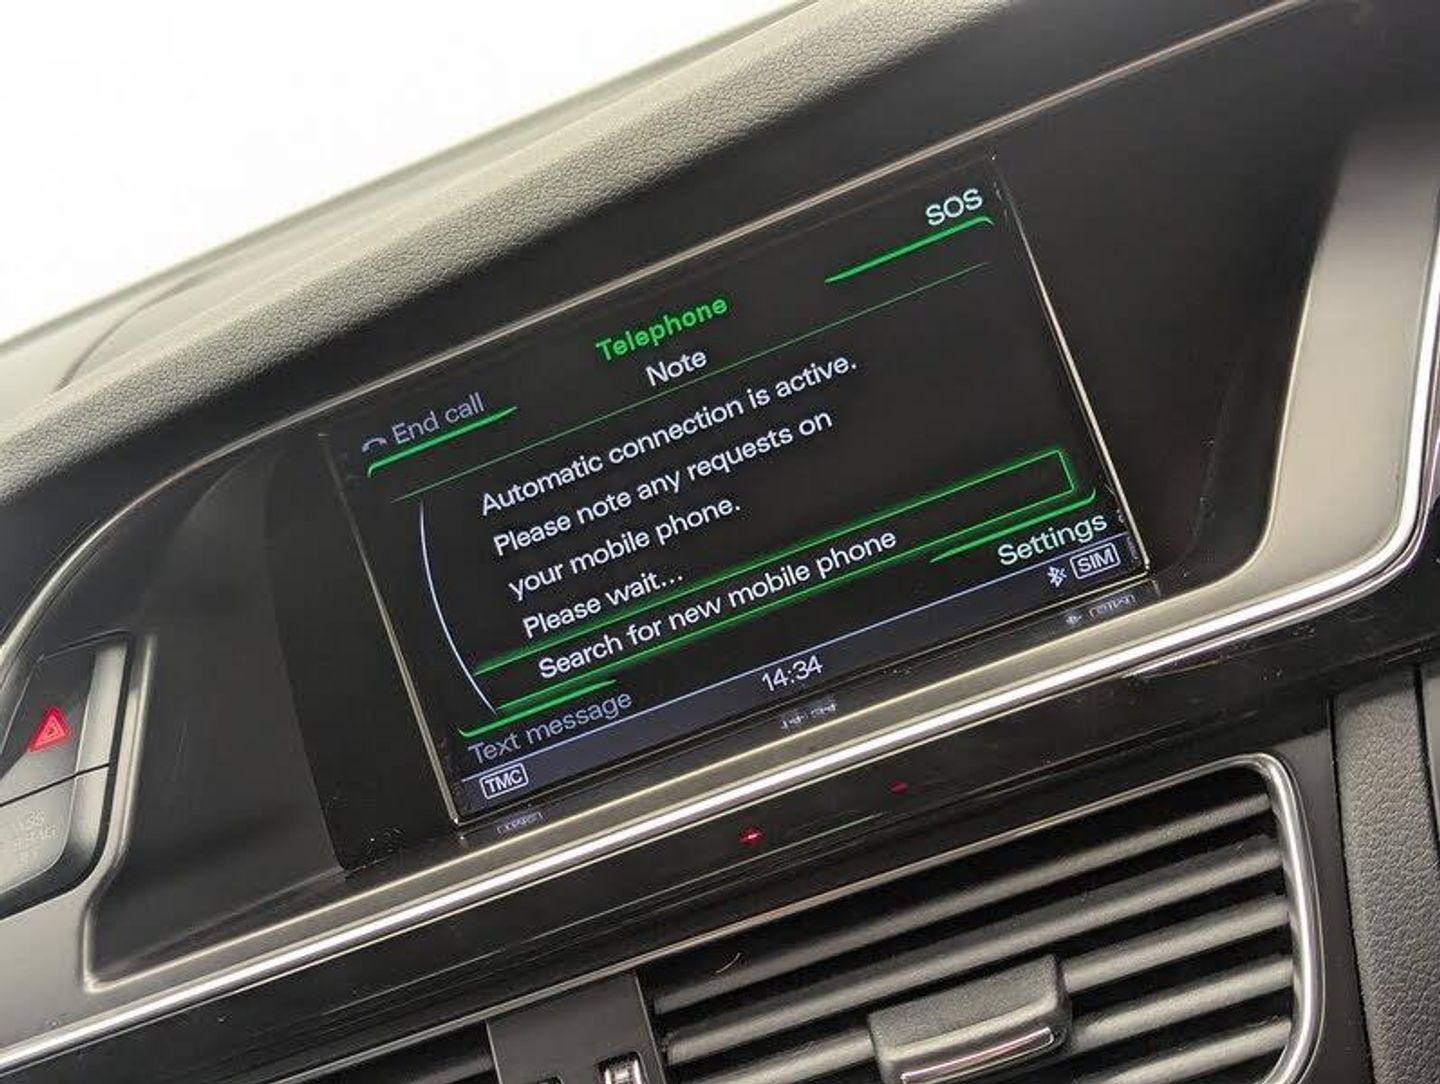 SOS
Telephone
End call
Note
Automatic connection is active.
Please note any requests on
your mobile phone.
Please wait...
Search for new mobile phone
Settings
Text message
SIM
14:34
TMC